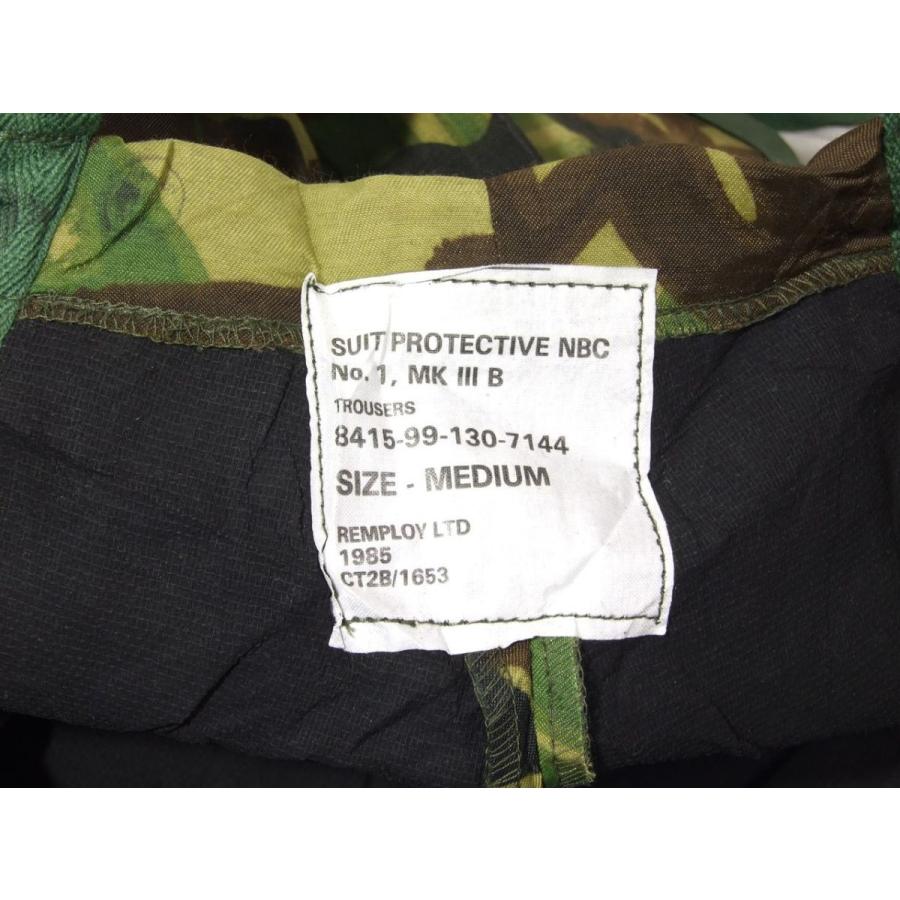 SUIT PROTECTIVE NBC
No. 1, MK III B
TROUSERS
8415-99-130-7144
SIZE - MEDIUM
REMPLOY LTD
1985
CT2B/1653